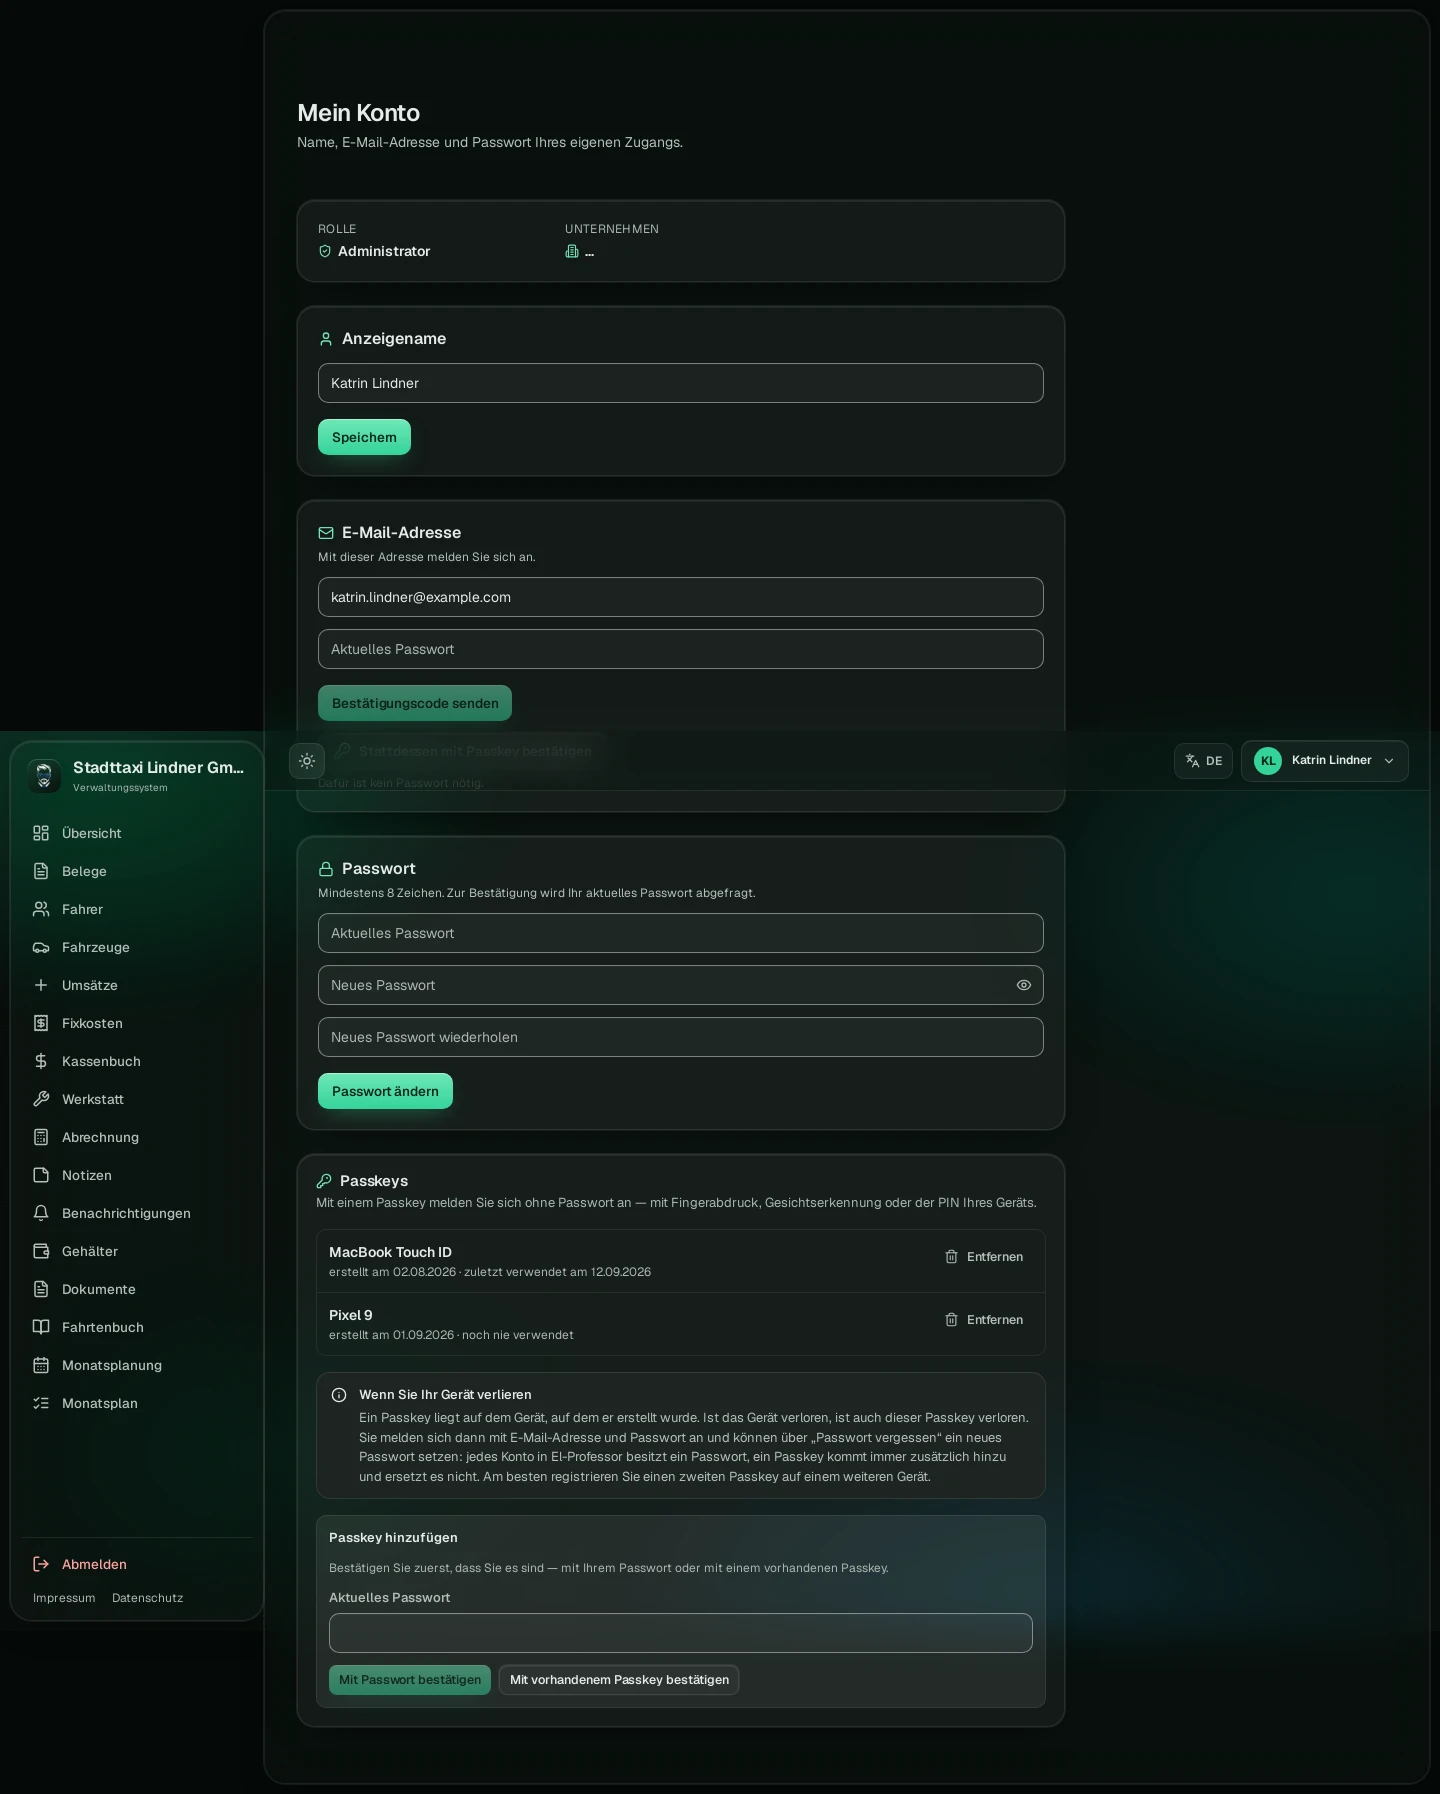 Mein Konto
Name, E-Mail-Adresse und Passwort Ihres eigenen Zugangs.
ROLLE
Administrator
UNTERNEHMEN
...
Anzeigename
Katrin Lindner
Speichern
E-Mail-Adresse
Mit dieser Adresse melden Sie sich an.
katrin.lindner@example.com
Aktuelles Passwort
Bestätigungscode senden
Stattdessen mit Passkey bestätigen
Dafür ist kein Passwort nötig.
DE
KL
Katrin Lindner
Stadttaxi Lindner Gm...
Verwaltungssystem
Übersicht
Belege
Fahrer
Fahrzeuge
Umsätze
Fixkosten
Kassenbuch
Werkstatt
Abrechnung
Notizen
Benachrichtigungen
Gehälter
Dokumente
Fahrtenbuch
Monatsplanung
Monatsplan
Abmelden
Impressum
Datenschutz
Passwort
Mindestens 8 Zeichen. Zur Bestätigung wird Ihr aktuelles Passwort abgefragt.
Aktuelles Passwort
Neues Passwort
Neues Passwort wiederholen
Passwort ändern
Passkeys
Mit einem Passkey melden Sie sich ohne Passwort an — mit Fingerabdruck, Gesichtserkennung oder der PIN Ihres Geräts.
MacBook Touch ID
erstellt am 02.08.2026 · zuletzt verwendet am 12.09.2026
Entfernen
Pixel 9
erstellt am 01.09.2026 · noch nie verwendet
Entfernen
Wenn Sie Ihr Gerät verlieren
Ein Passkey liegt auf dem Gerät, auf dem er erstellt wurde. Ist das Gerät verloren, ist auch dieser Passkey verloren.
Sie melden sich dann mit E-Mail-Adresse und Passwort an und können über „Passwort vergessen“ ein neues
Passwort setzen: jedes Konto in El-Professor besitzt ein Passwort, ein Passkey kommt immer zusätzlich hinzu
und ersetzt es nicht. Am besten registrieren Sie einen zweiten Passkey auf einem weiteren Gerät.
Passkey hinzufügen
Bestätigen Sie zuerst, dass Sie es sind — mit Ihrem Passwort oder mit einem vorhandenen Passkey.
Aktuelles Passwort
Mit Passwort bestätigen
Mit vorhandenem Passkey bestätigen